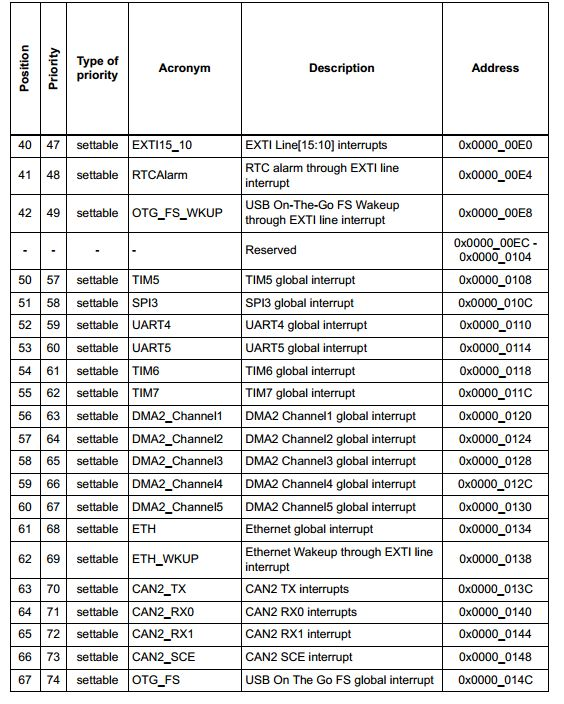 Position Priority Type of priority Acronym Description Address
40 47 settable EXTI15_10 EXTI Line[15:10] interrupts 0x0000_00E0
41 48 settable RTCAlarm RTC alarm through EXTI line interrupt 0x0000_00E4
42 49 settable OTG_FS_WKUP USB On-The-Go FS Wakeup through EXTI line interrupt 0x0000_00E8
- - - - Reserved 0x0000_00EC - 0x0000_0104
50 57 settable TIM5 TIM5 global interrupt 0x0000_0108
51 58 settable SPI3 SPI3 global interrupt 0x0000_010C
52 59 settable UART4 UART4 global interrupt 0x0000_0110
53 60 settable UART5 UART5 global interrupt 0x0000_0114
54 61 settable TIM6 TIM6 global interrupt 0x0000_0118
55 62 settable TIM7 TIM7 global interrupt 0x0000_011C
56 63 settable DMA2_Channel1 DMA2 Channel1 global interrupt 0x0000_0120
57 64 settable DMA2_Channel2 DMA2 Channel2 global interrupt 0x0000_0124
58 65 settable DMA2_Channel3 DMA2 Channel3 global interrupt 0x0000_0128
59 66 settable DMA2_Channel4 DMA2 Channel4 global interrupt 0x0000_012C
60 67 settable DMA2_Channel5 DMA2 Channel5 global interrupt 0x0000_0130
61 68 settable ETH Ethernet global interrupt 0x0000_0134
62 69 settable ETH_WKUP Ethernet Wakeup through EXTI line interrupt 0x0000_0138
63 70 settable CAN2_TX CAN2 TX interrupts 0x0000_013C
64 71 settable CAN2_RX0 CAN2 RX0 interrupts 0x0000_0140
65 72 settable CAN2_RX1 CAN2 RX1 interrupt 0x0000_0144
66 73 settable CAN2_SCE CAN2 SCE interrupt 0x0000_0148
67 74 settable OTG_FS USB On The Go FS global interrupt 0x0000_014C